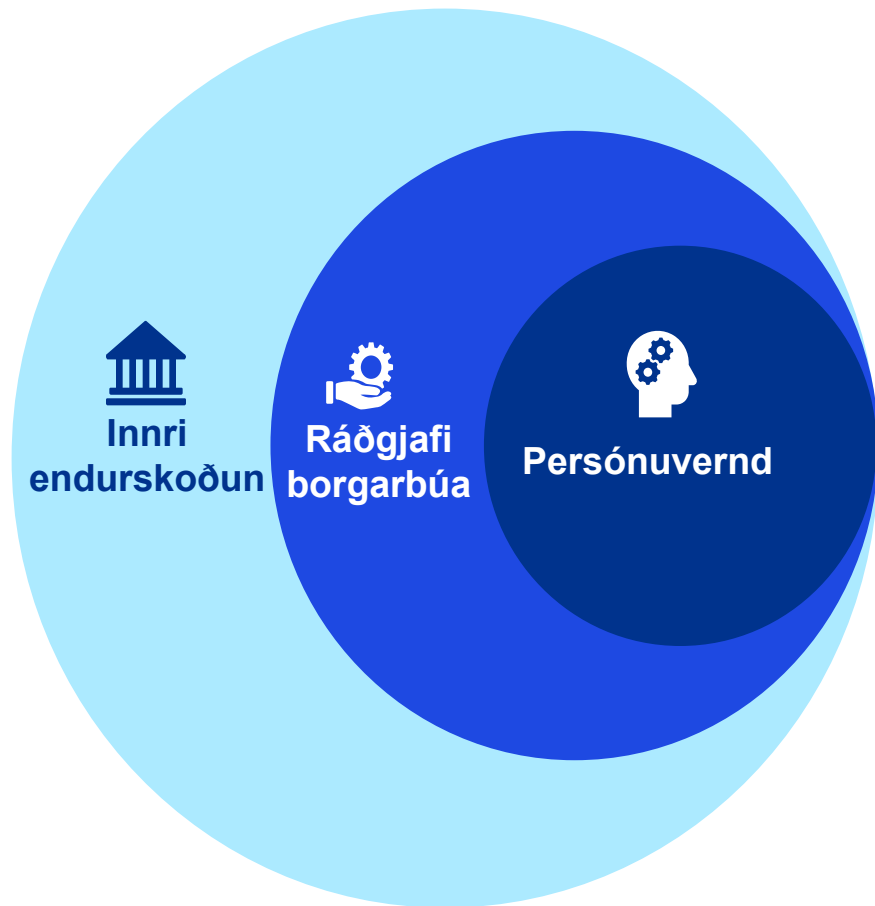 Innri
endurskoðun
Ráðgjafi
borgarbúa
Persónuvernd